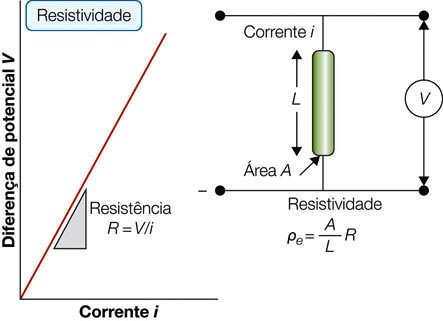 Resistividade
Diferença de potencial V
Resistência
R = V/i
Corrente i
Corrente i
L
V
Área A
–
Resistividade
ρe = A/L R